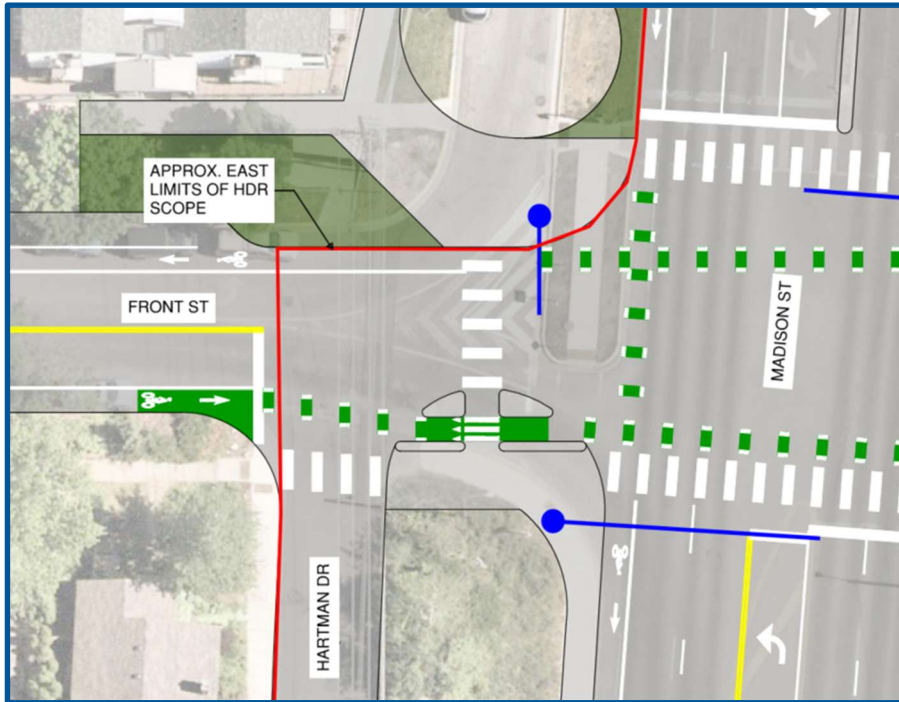 APPROX. EAST
LIMITS OF HDR
SCOPE
FRONT ST
MADISON ST
HARTMAN DR